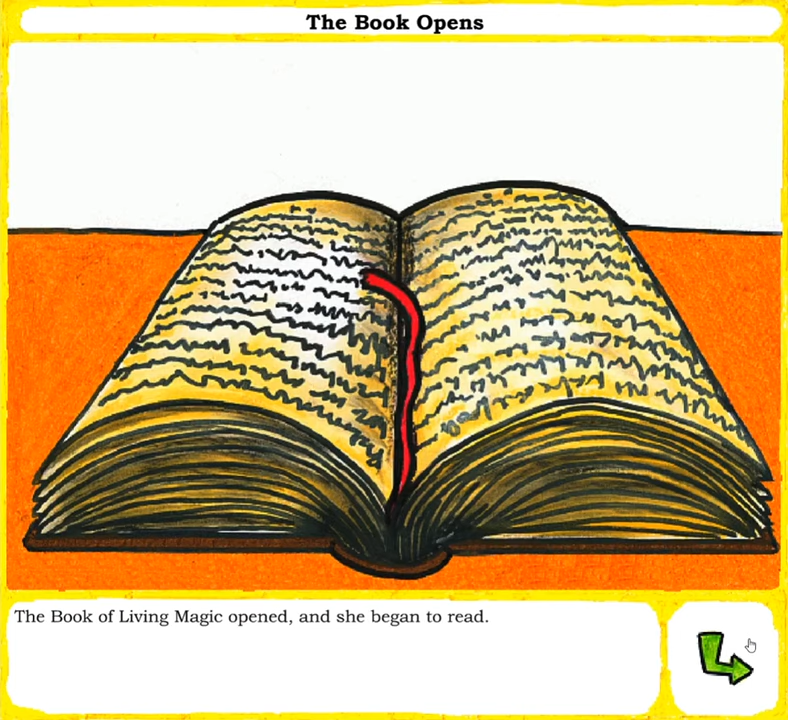 The Book Opens
The Book of Living Magic opened, and she began to read.